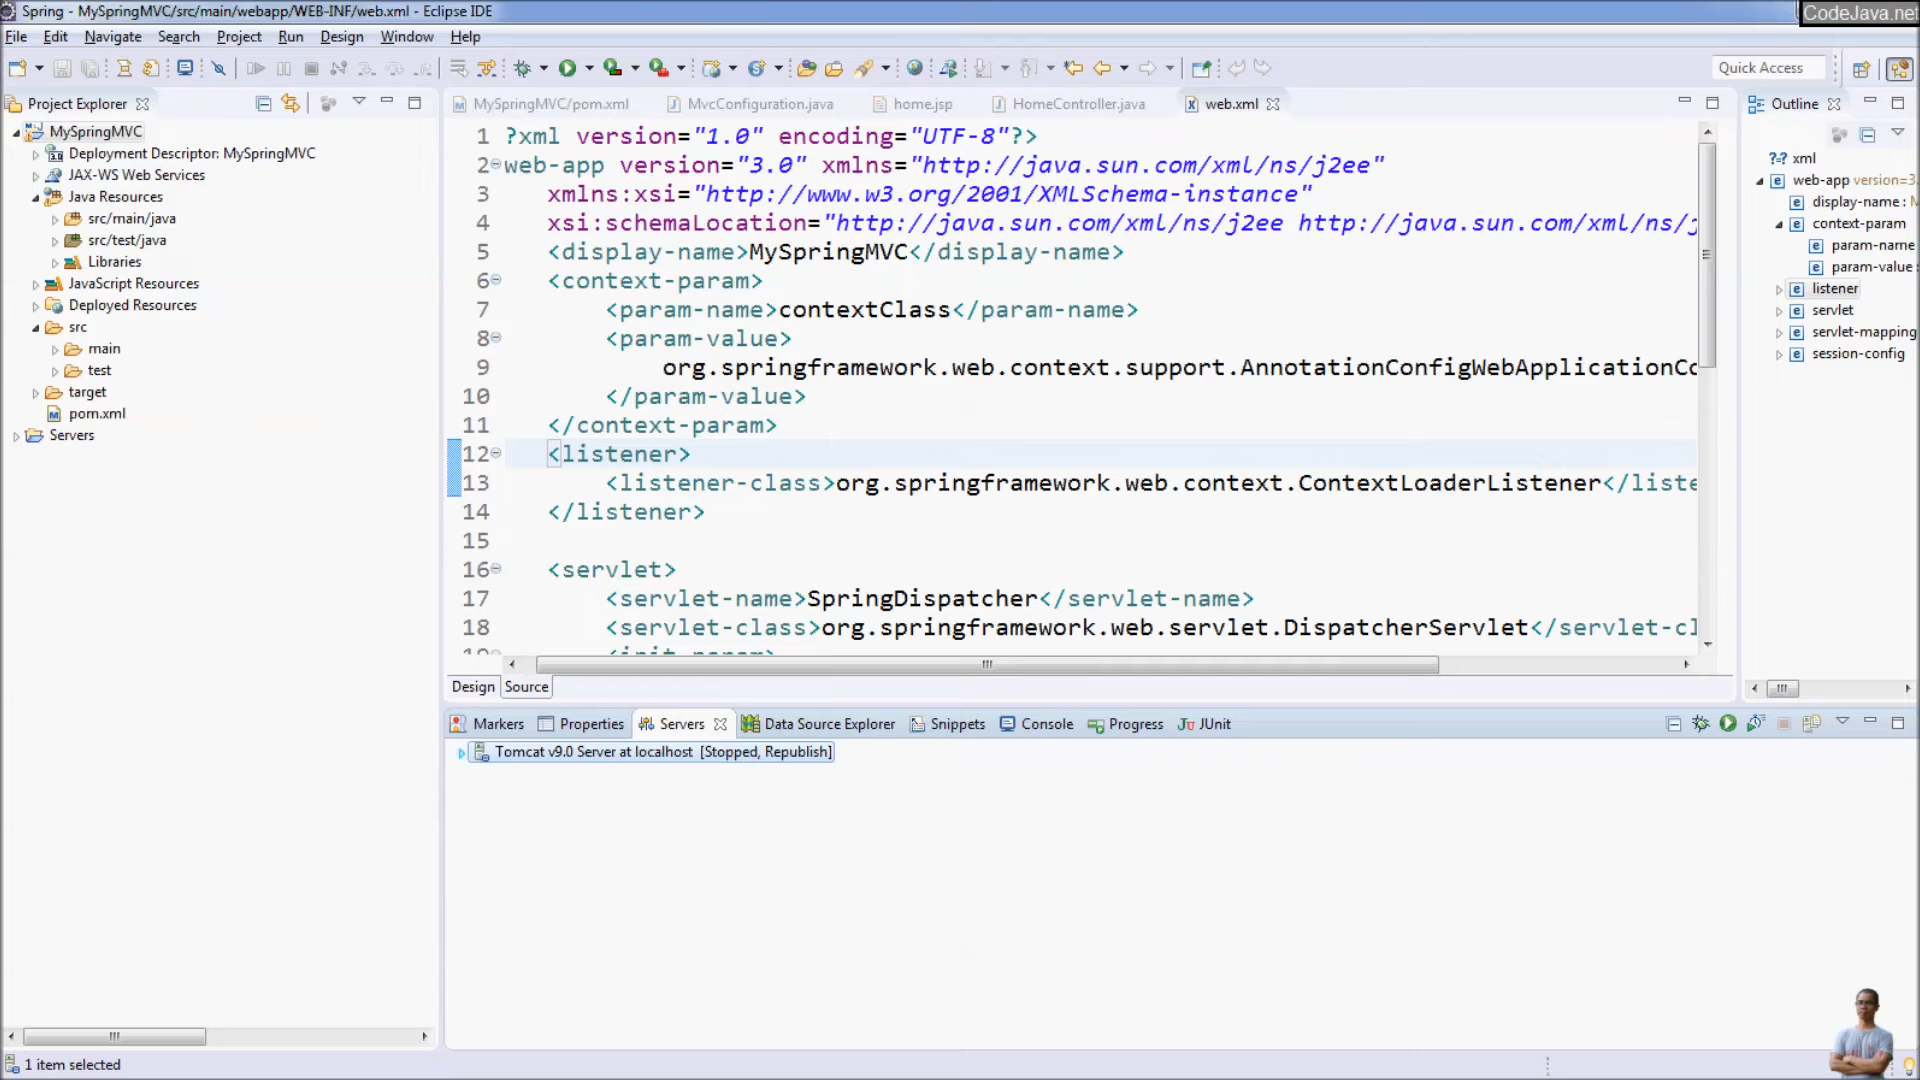 Spring - MySpringMVC/src/main/webapp/WEB-INF/web.xml - Eclipse IDE
CodeJava.net
File Edit Navigate Search Project Run Design Window Help
Quick Access
Project Explorer
MySpringMVC/pom.xml MvcConfiguration.java home.jsp HomeController.java web.xml
Outline
MySpringMVC
Deployment Descriptor: MySpringMVC
JAX-WS Web Services
Java Resources
src/main/java
src/test/java
Libraries
JavaScript Resources
Deployed Resources
src
main
test
target
pom.xml
Servers
1 ?xml version="1.0" encoding="UTF-8"?>
2 web-app version="3.0" xmlns="http://java.sun.com/xml/ns/j2ee"
3 xmlns:xsi="http://www.w3.org/2001/XMLSchema-instance"
4 xsi:schemaLocation="http://java.sun.com/xml/ns/j2ee http://java.sun.com/xml/ns/j
5 <display-name>MySpringMVC</display-name>
6 <context-param>
7 <param-name>contextClass</param-name>
8 <param-value>
9 org.springframework.web.context.support.AnnotationConfigWebApplicationCo
10 </param-value>
11 </context-param>
12 <listener>
13 <listener-class>org.springframework.web.context.ContextLoaderListener</liste
14 </listener>
15
16 <servlet>
17 <servlet-name>SpringDispatcher</servlet-name>
18 <servlet-class>org.springframework.web.servlet.DispatcherServlet</servlet-cl
?=? xml
web-app version=3.
display-name :
context-param
param-name
param-value :
listener
servlet
servlet-mapping
session-config
Design Source
Markers Properties Servers Data Source Explorer Snippets Console Progress JUnit
Tomcat v9.0 Server at localhost [Stopped, Republish]
1 item selected